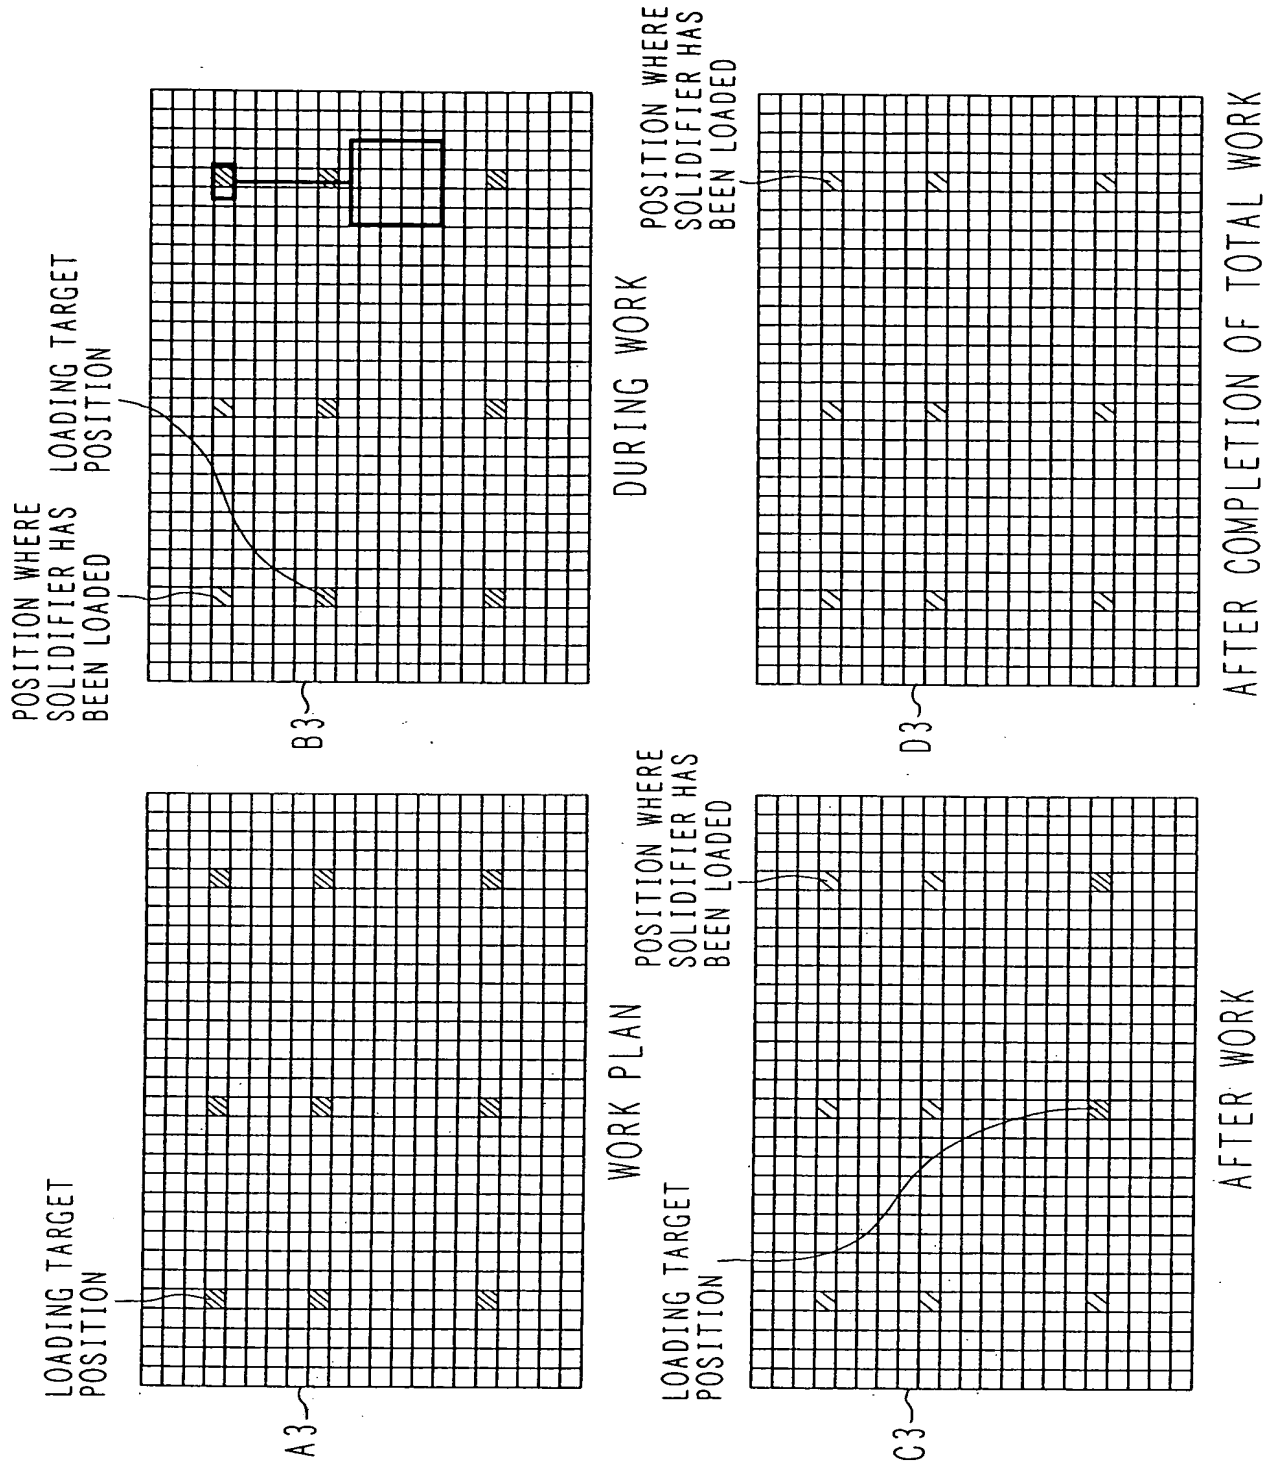 LOADING TARGET
POSITION
A3
WORK PLAN
POSITION WHERE
SOLIDIFIER HAS
BEEN LOADED
LOADING TARGET
POSITION
B3
DURING WORK
LOADING TARGET
POSITION
POSITION WHERE
SOLIDIFIER HAS
BEEN LOADED
C3
AFTER WORK
POSITION WHERE
SOLIDIFIER HAS
BEEN LOADED
D3
AFTER COMPLETION OF TOTAL WORK